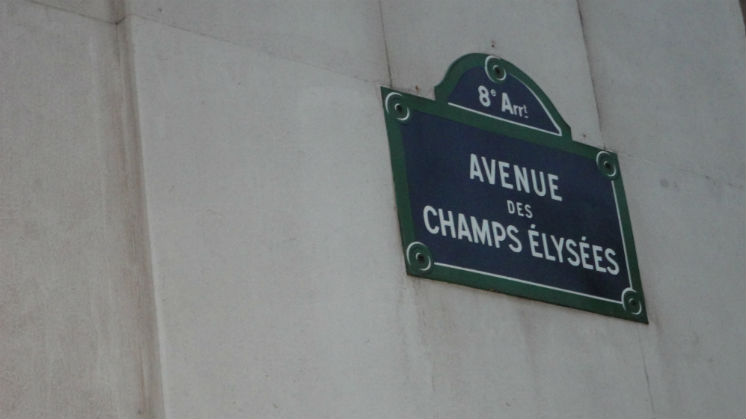 8e Arrt
AVENUE
DES
CHAMPS ÉLYSÉES